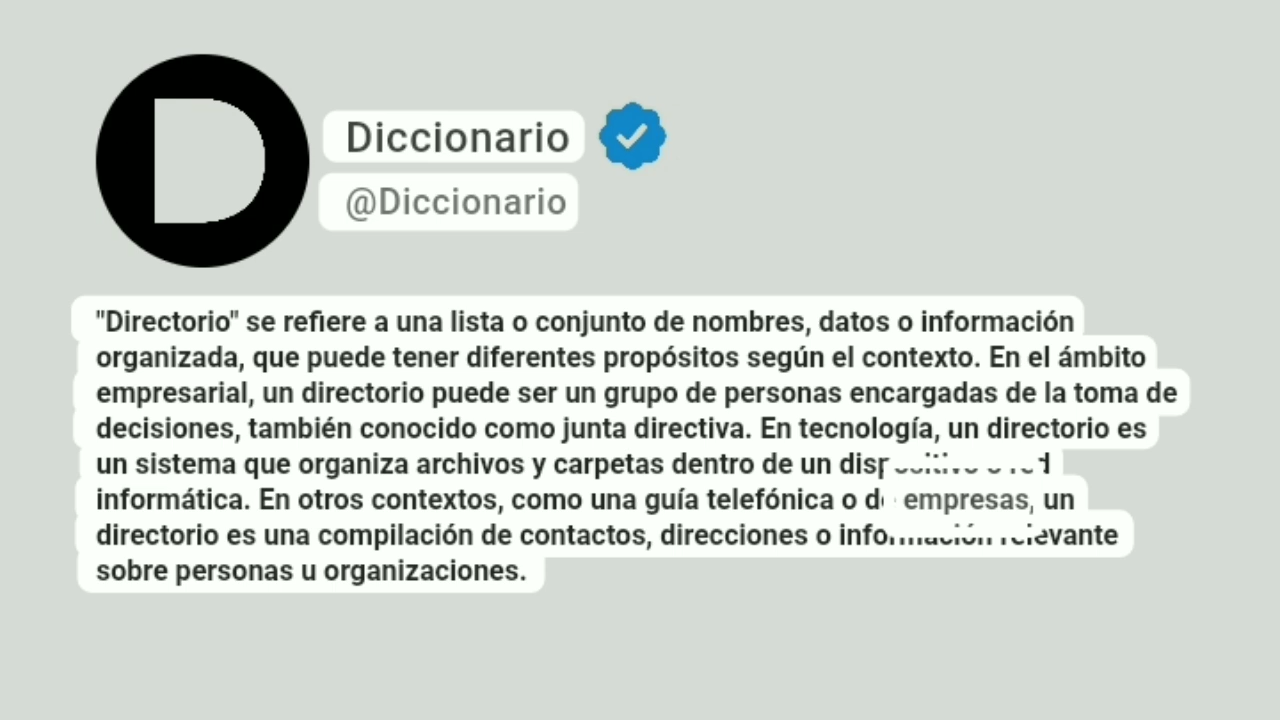 D
Diccionario
@Diccionario
"Directorio" se refiere a una lista o conjunto de nombres, datos o información
organizada, que puede tener diferentes propósitos según el contexto. En el ámbito
empresarial, un directorio puede ser un grupo de personas encargadas de la toma de
decisiones, también conocido como junta directiva. En tecnología, un directorio es
un sistema que organiza archivos y carpetas dentro de un
informática. En otros contextos, como una guía telefónica o de empresas, un
directorio es una compilación de contactos, direcciones o información relevante
sobre personas u organizaciones.